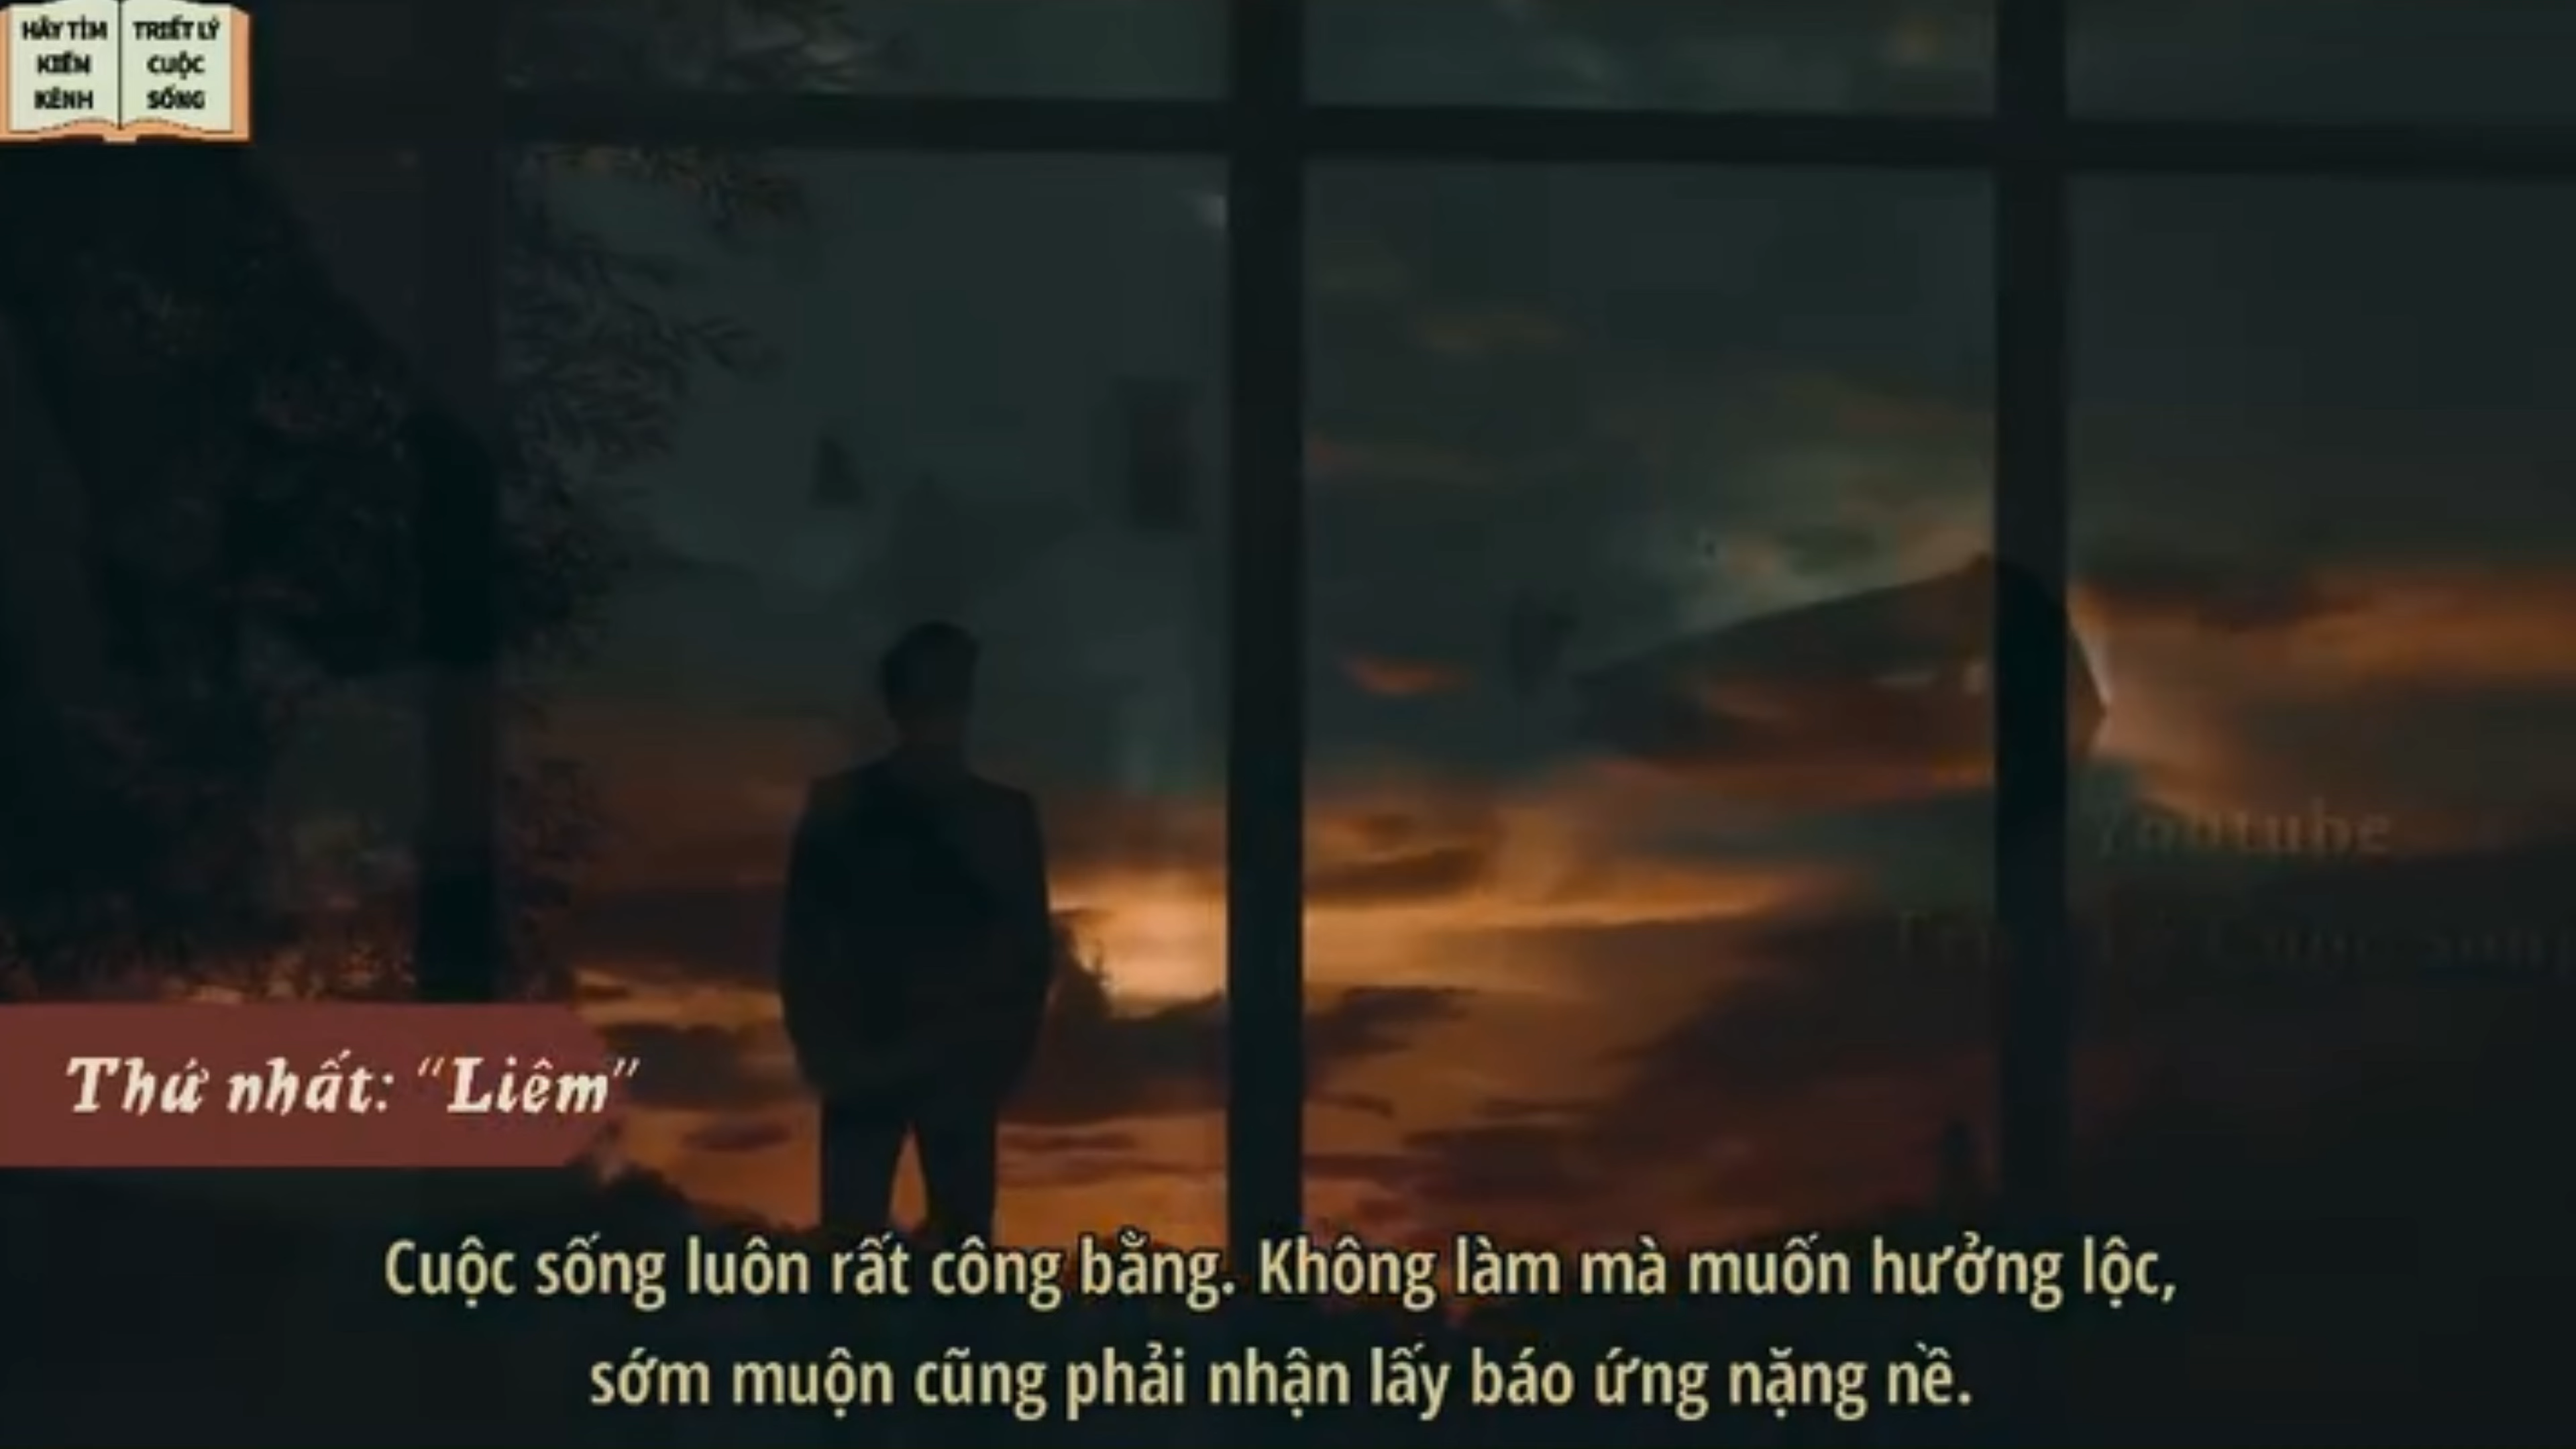 HÃY TÌM
KIẾM
KÊNH
TRIẾT LÝ
CUỘC
SỐNG
Youtube
Thứ nhất: “Liêm”
Cuộc sống luôn rất công bằng. Không làm mà muốn hưởng lộc,
sớm muộn cũng phải nhận lấy báo ứng nặng nề.